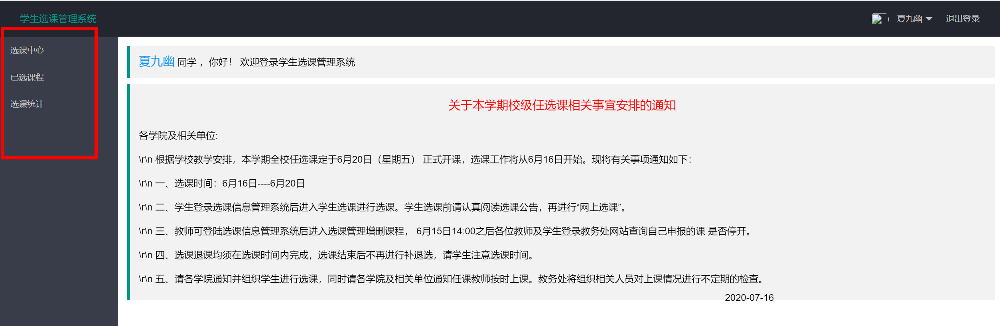 学生选课管理系统
夏九幽 退出登录
选课中心
已选课程
选课统计
夏九幽 同学 ，你好！ 欢迎登录学生选课管理系统
关于本学期校级任选课相关事宜安排的通知
各学院及相关单位:
\r\n 根据学校教学安排，本学期全校任选课定于6月20日（星期五） 正式开课，选课工作将从6月16日开始。现将有关事项通知如下：
\r\n 一、选课时间：6月16日----6月20日
\r\n 二、学生登录选课信息管理系统后进入学生选课进行选课。学生选课前请认真阅读选课公告，再进行“网上选课”。
\r\n 三、教师可登陆选课信息管理系统后进入选课管理增删课程， 6月15日14:00之后各位教师及学生登录教务处网站查询自己申报的课 是否停开。
\r\n 四、选课退课均须在选课时间内完成，选课结束后不再进行补退选，请学生注意选课时间。
\r\n 五、请各学院通知并组织学生进行选课，同时请各学院及相关单位通知任课教师按时上课。教务处将组织相关人员对上课情况进行不定期的检查。
2020-07-16